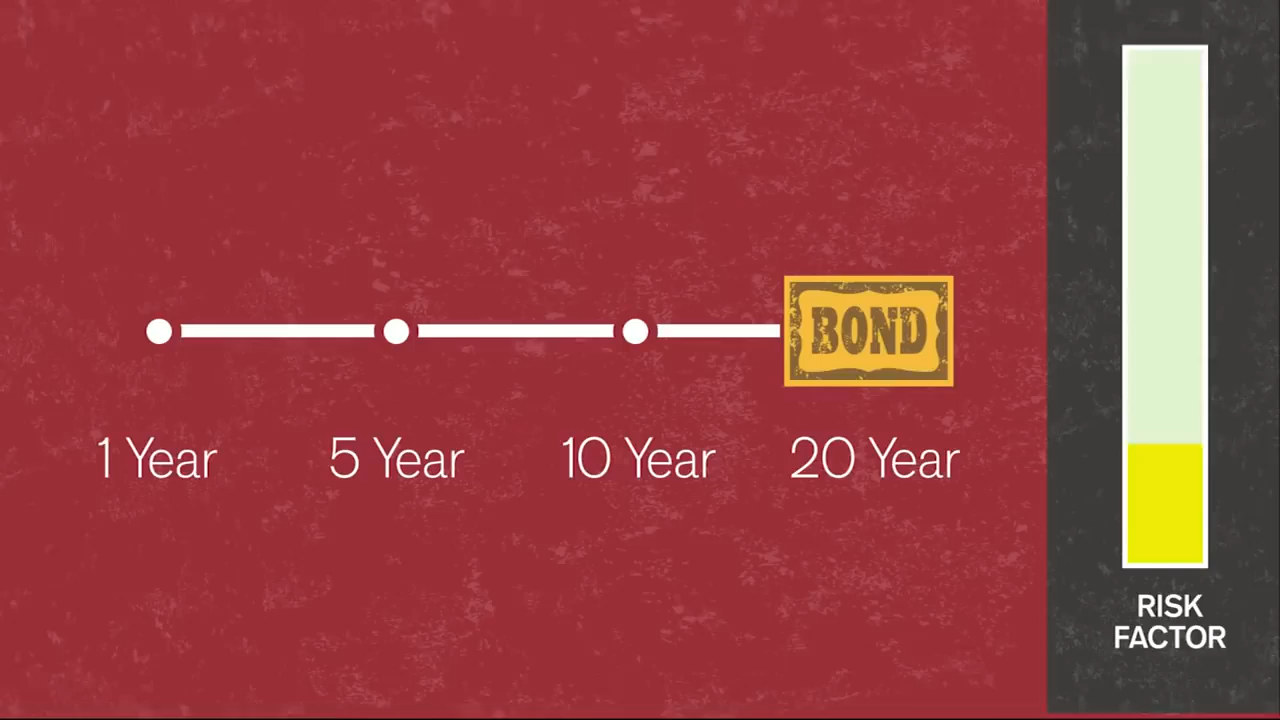 BOND
1 Year
5 Year
10 Year
20 Year
RISK
FACTOR